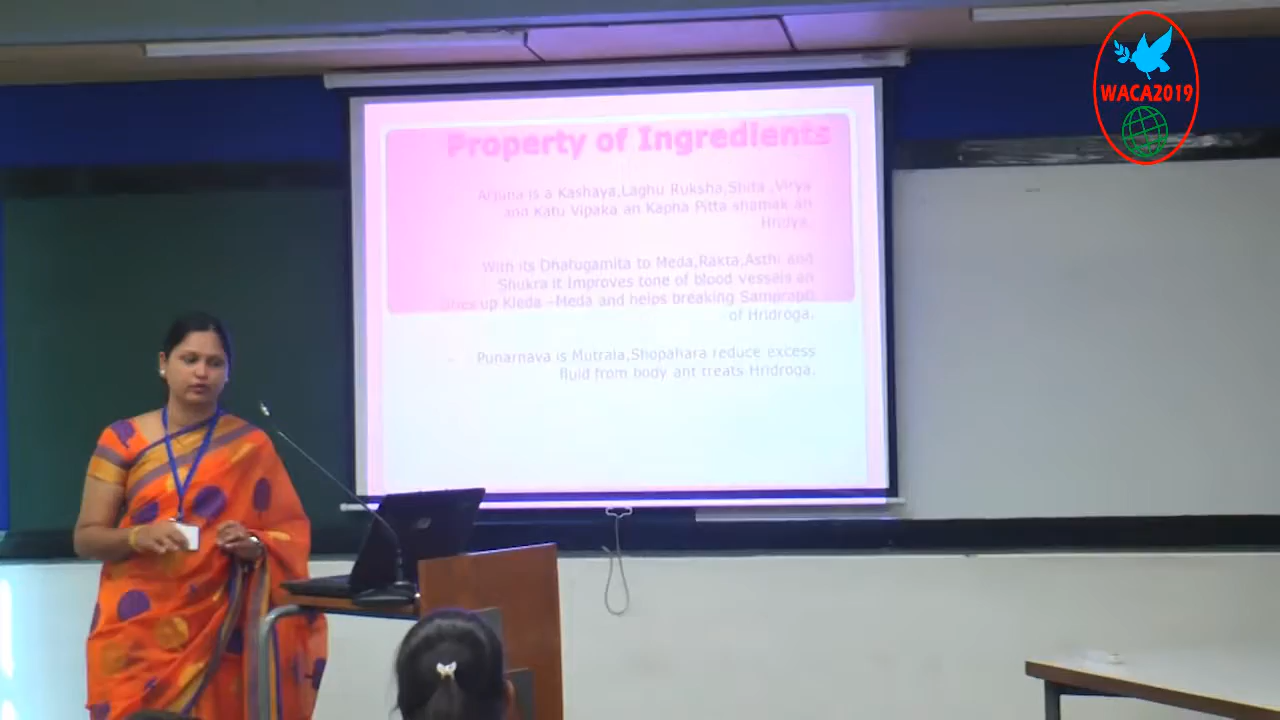 WACA2019
Property of Ingredients
Arjuna is a Kashaya,Laghu Ruksha,Shita ,Virya
and Katu Vipaka an Kapha Pitta shamak an
Hridya.
With its Dhatugamita to Meda,Rakta,Asthi and
Shukra it Improves tone of blood vessels an
dries up Kleda -Meda and helps breaking Samprapti
of Hridroga.
- Punarnava is Mutrala,Shopahara reduce excess
fluid from body ant treats Hridroga.